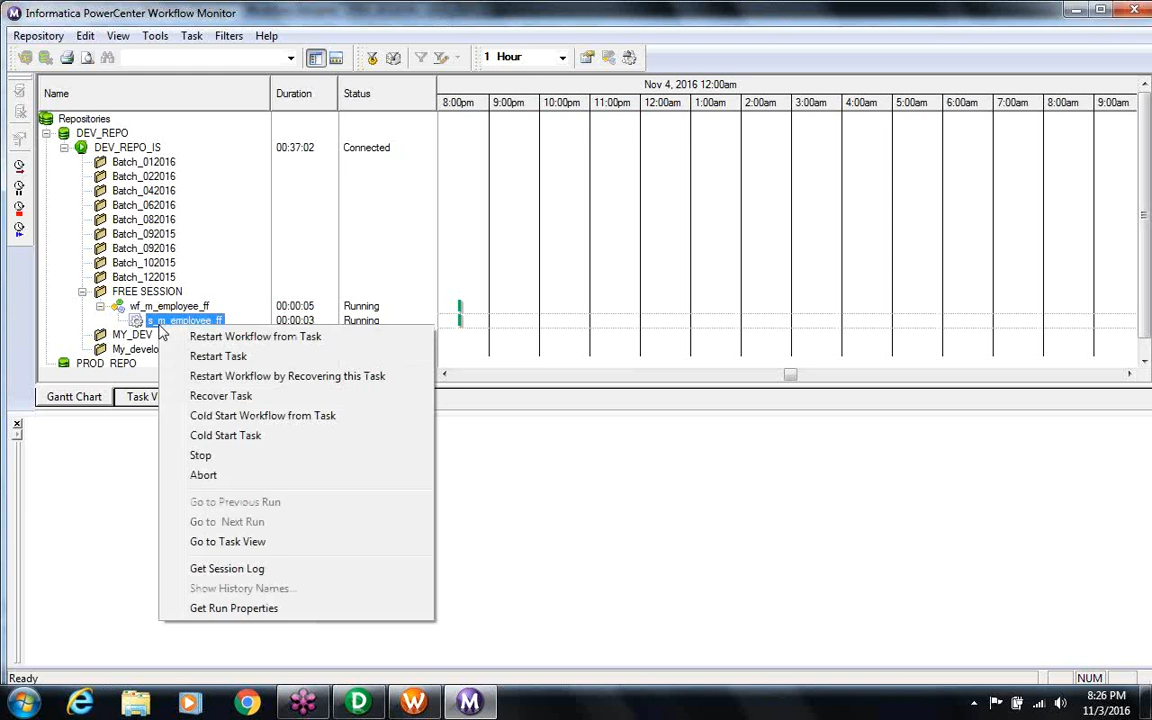 Informatica PowerCenter Workflow Monitor
Repository Edit View Tools Task Filters Help
1 Hour
Name Duration Status
Nov 4, 2016 12:00am
8:00pm 9:00pm 10:00pm 11:00pm 12:00am 1:00am 2:00am 3:00am 4:00am 5:00am 6:00am 7:00am 8:00am 9:00am
Repositories
DEV_REPO
DEV_REPO_IS 00:37:02 Connected
Batch_012016
Batch_022016
Batch_042016
Batch_062016
Batch_082016
Batch_092015
Batch_092016
Batch_102015
Batch_122015
FREE SESSION
wf_m_employee_ff 00:00:05 Running
s_m_employee_ff 00:00:03 Running
MY_DEV
My_develo
PROD_REPO
Gantt Chart Task V
Restart Workflow from Task
Restart Task
Restart Workflow by Recovering this Task
Recover Task
Cold Start Workflow from Task
Cold Start Task
Stop
Abort
Go to Previous Run
Go to Next Run
Go to Task View
Get Session Log
Show History Names...
Get Run Properties
Ready NUM
8:26 PM
11/3/2016